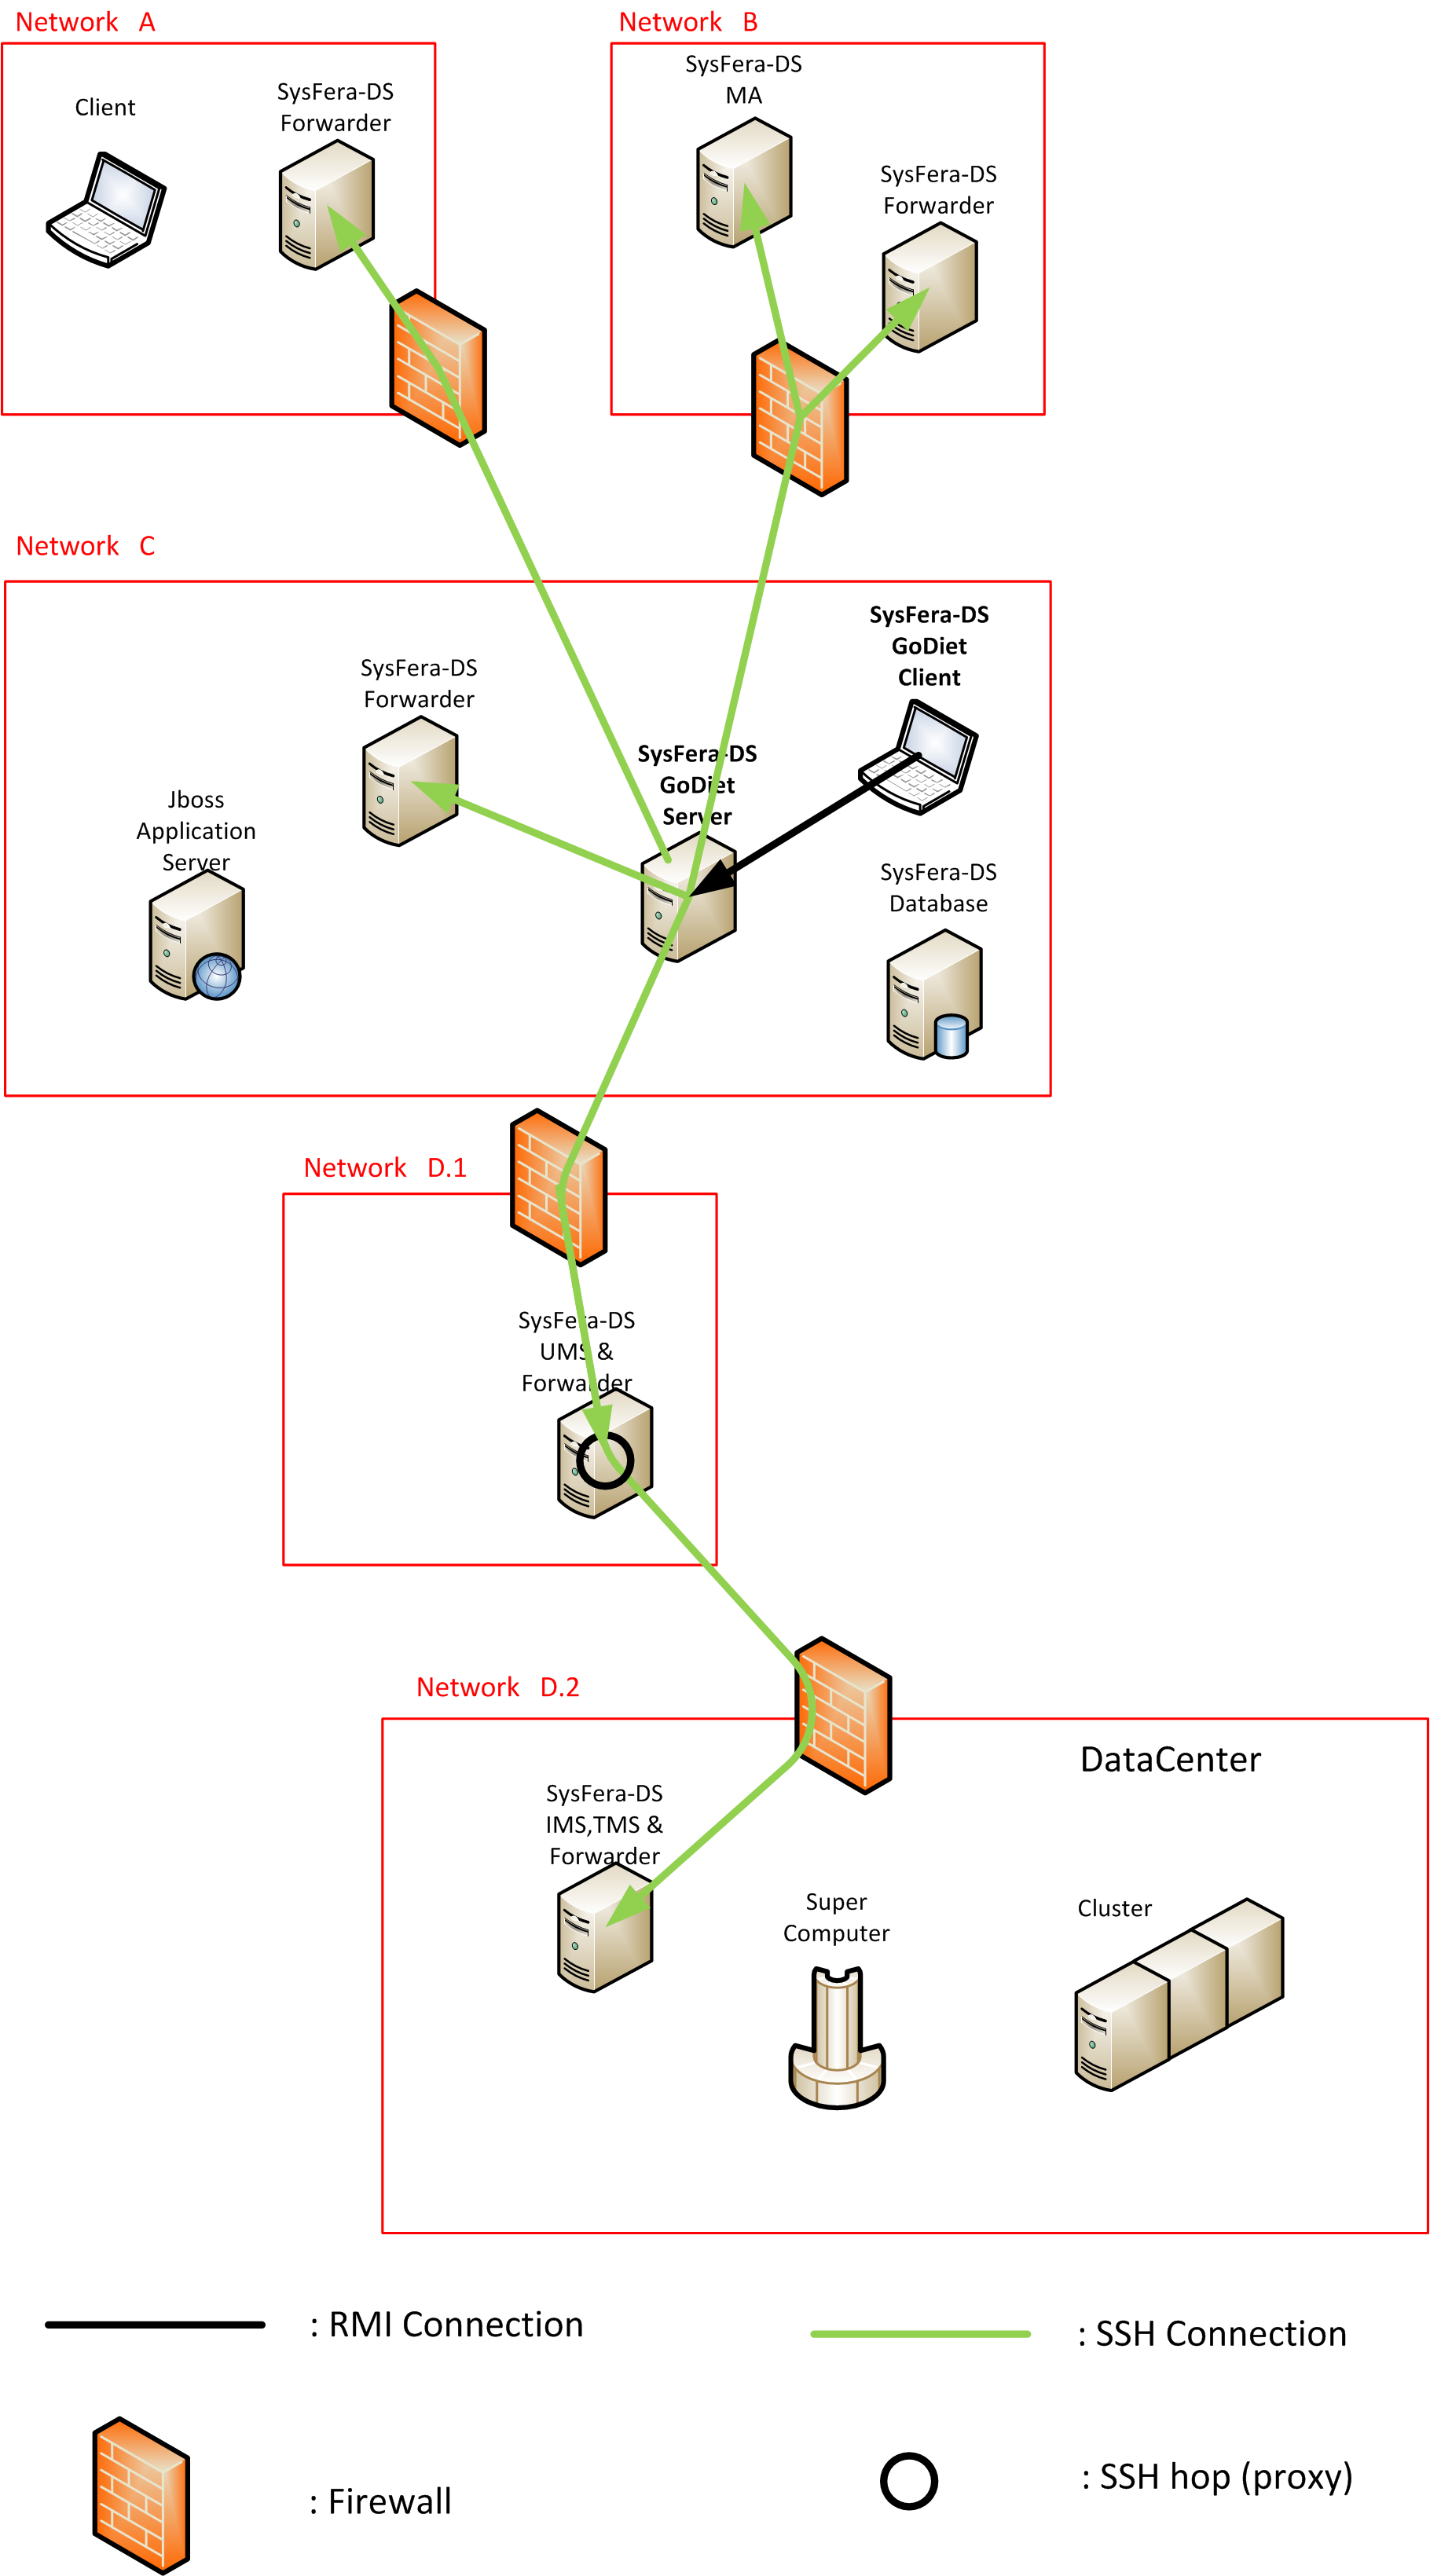 Network A
Network B
Client
SysFera-DS
Forwarder
SysFera-DS
MA
SysFera-DS
Forwarder
Network C
SysFera-DS
GoDiet
Client
SysFera-DS
Forwarder
SysFera-DS
GoDiet
Server
Jboss
Application
Server
SysFera-DS
Database
Network D.1
SysFera-DS
UMS &
Forwarder
Network D.2
DataCenter
SysFera-DS
IMS,TMS &
Forwarder
Super
Computer
Cluster
: RMI Connection
: SSH Connection
: Firewall
: SSH hop (proxy)